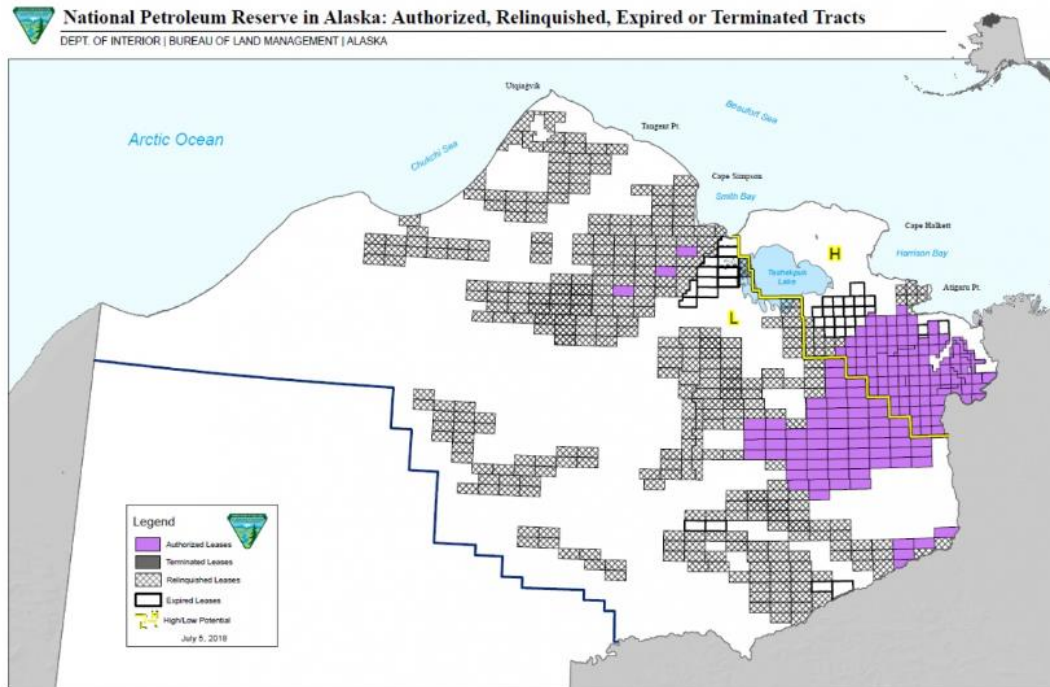 National Petroleum Reserve in Alaska: Authorized, Relinquished, Expired or Terminated Tracts
DEPT. OF INTERIOR | BUREAU OF LAND MANAGEMENT | ALASKA
Utqiagvik
Beaufort Sea
Arctic Ocean
Tangent Pt.
Chukchi Sea
Cape Simpson
Smith Bay
Cape Halkett
H
Harrison Bay
Teshekpuk
Lake
Atigaru Pt.
L
Legend
Authorized Leases
Terminated Leases
Relinquished Leases
Expired Leases
High/Low Potential
July 5, 2018